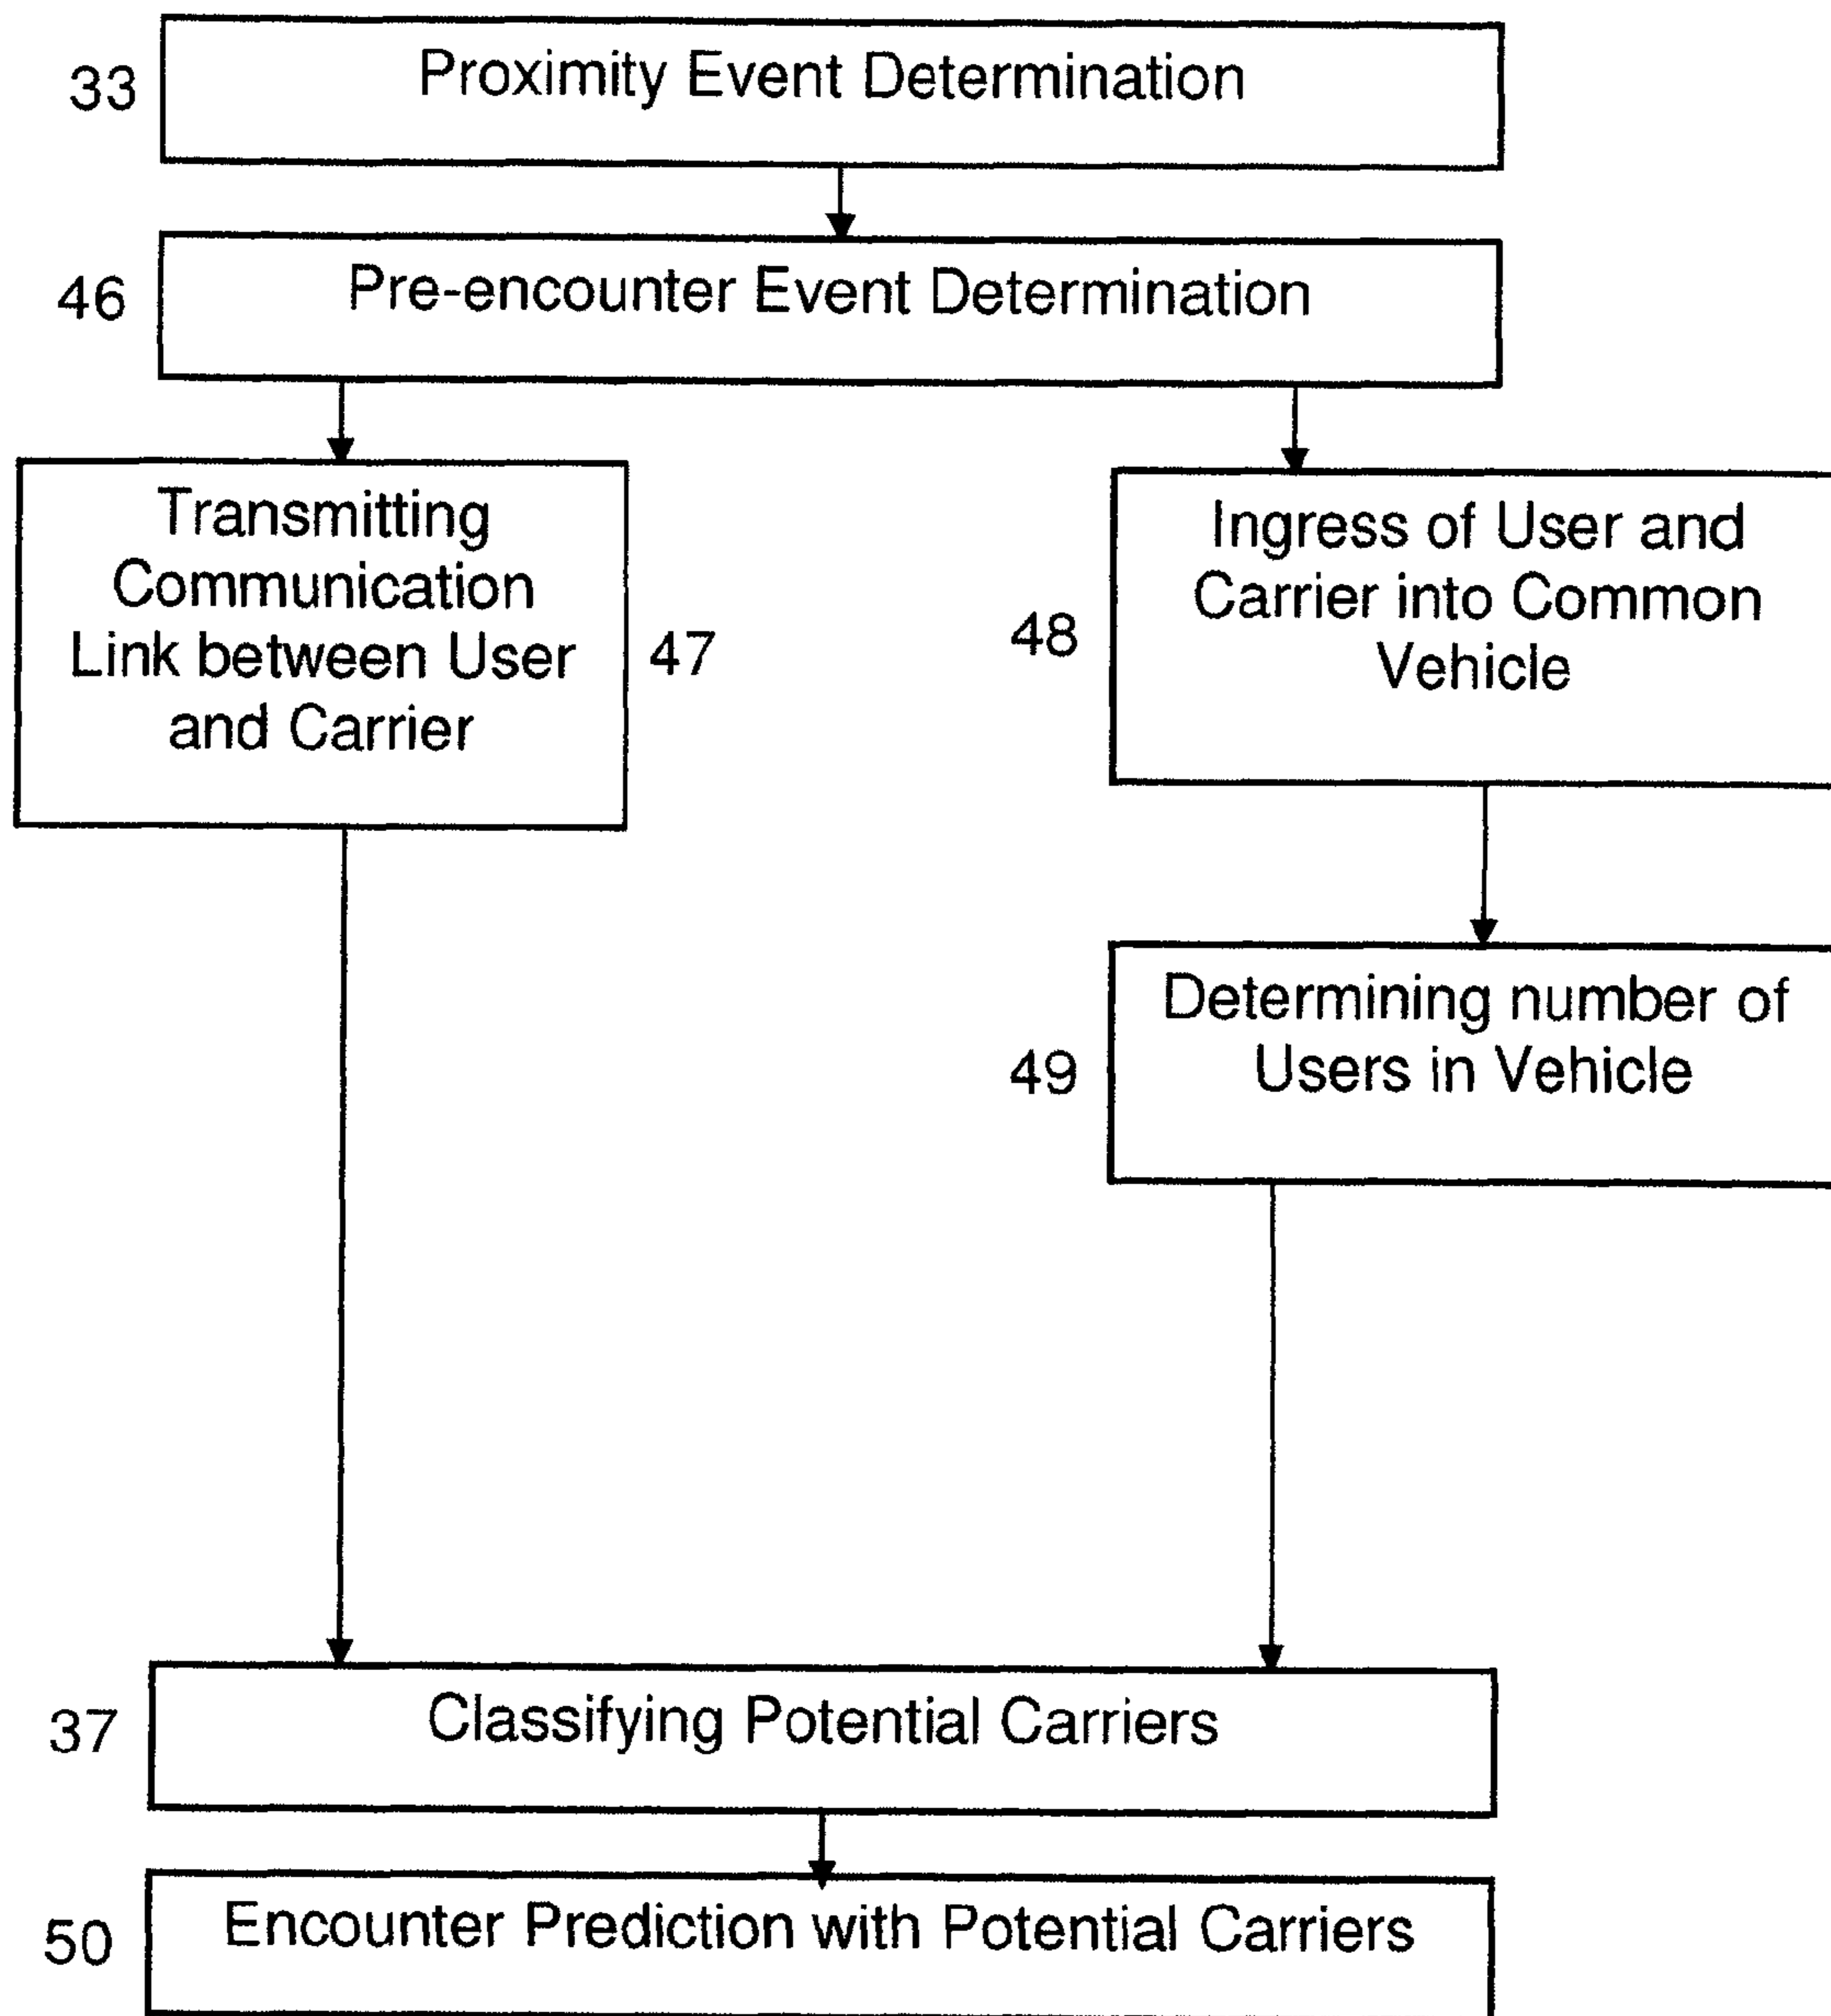 33
Proximity Event Determination
46
Pre-encounter Event Determination
Transmitting
Communication
Link between User
and Carrier
47
48
Ingress of User and
Carrier into Common
Vehicle
49
Determining number of
Users in Vehicle
37
Classifying Potential Carriers
50
Encounter Prediction with Potential Carriers